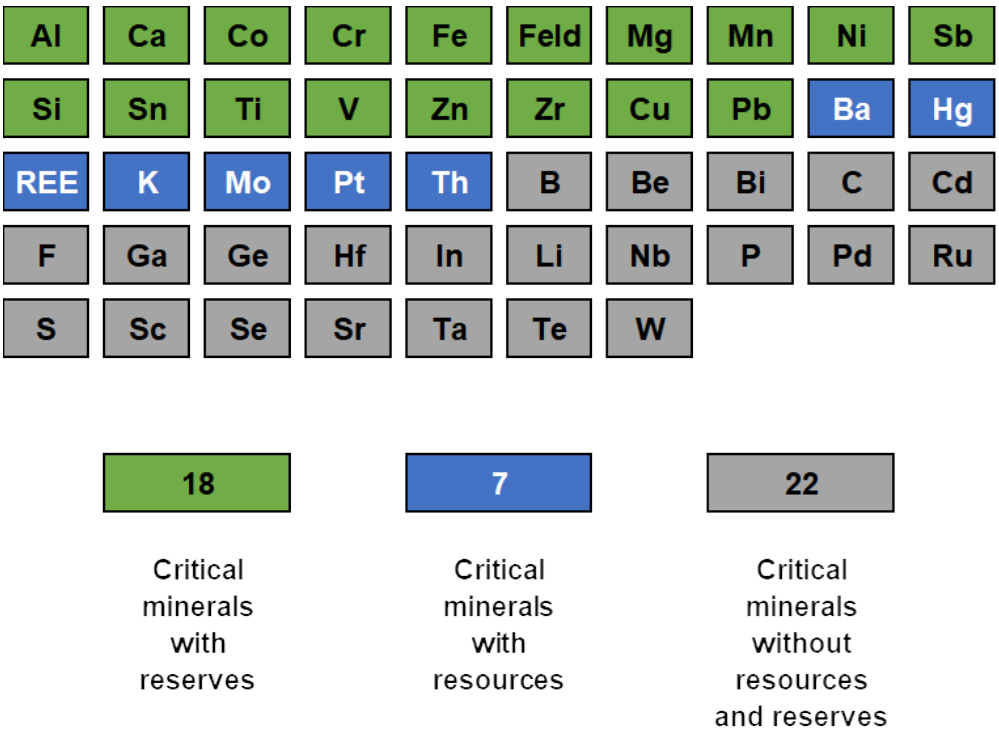 Al Ca Co Cr Fe Feld Mg Mn Ni Sb
Si Sn Ti V Zn Zr Cu Pb Ba Hg
REE K Mo Pt Th B Be Bi C Cd
F Ga Ge Hf In Li Nb P Pd Ru
S Sc Se Sr Ta Te W
18 7 22
Critical
minerals
with
reserves
Critical
minerals
with
resources
Critical
minerals
without
resources
and reserves